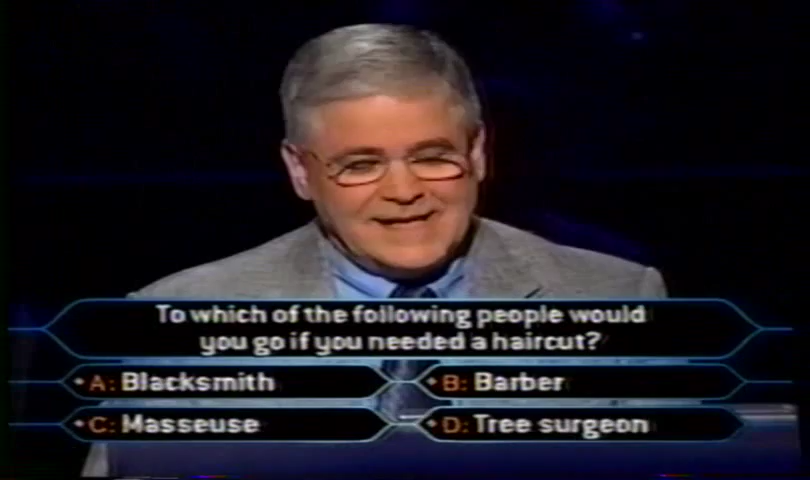 To which of the following people would
you go if you needed a haircut?
A: Blacksmith
B: Barber
C: Masseuse
D: Tree surgeon